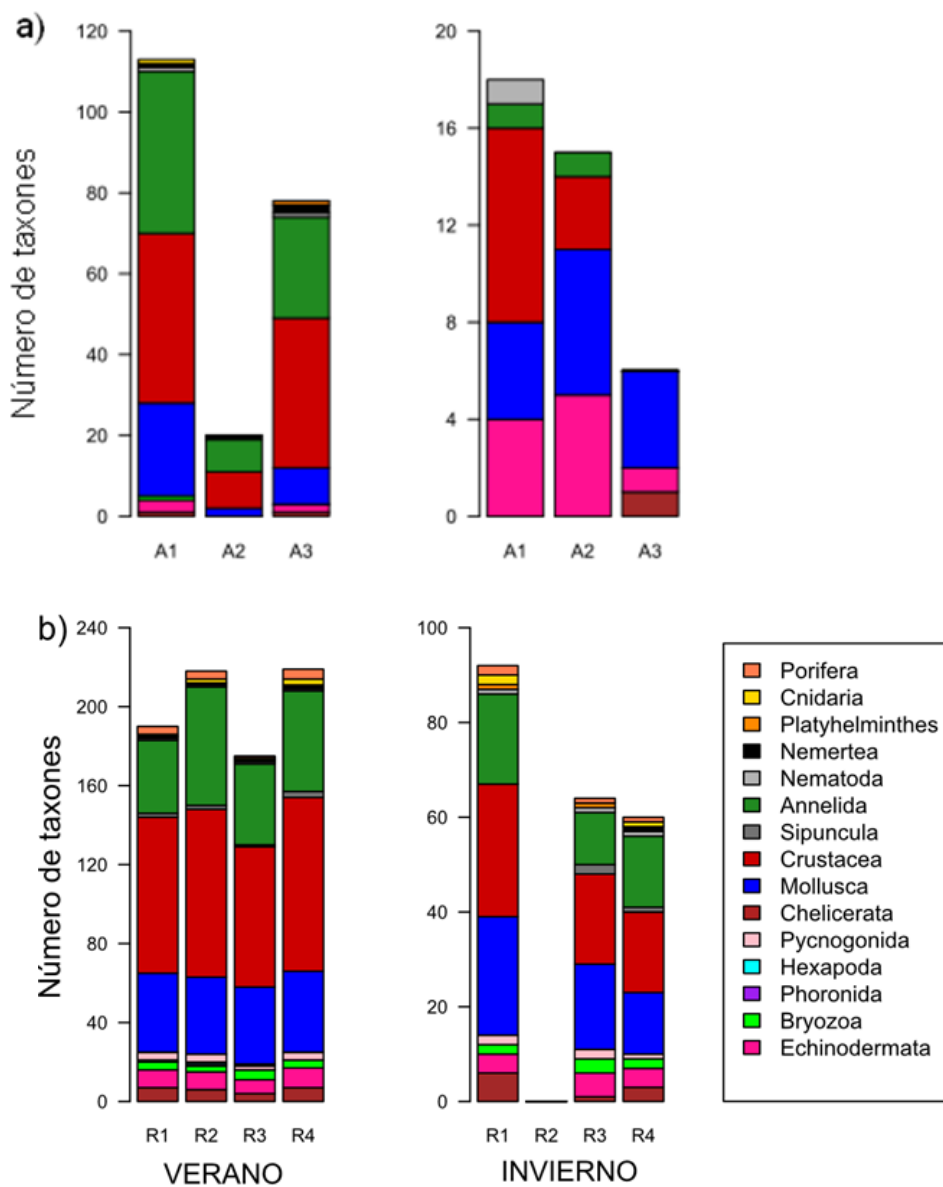 a)
Número de taxones
120
100
80
60
40
20
0
A1 A2 A3
20
16
12
8
4
0
A1 A2 A3
b)
Número de taxones
240
200
160
120
80
40
0
R1 R2 R3 R4
VERANO
100
80
60
40
20
0
R1 R2 R3 R4
INVIERNO
Porifera
Cnidaria
Platyhelminthes
Nemertea
Nematoda
Annelida
Sipuncula
Crustacea
Mollusca
Chelicerata
Pycnogonida
Hexapoda
Phoronida
Bryozoa
Echinodermata